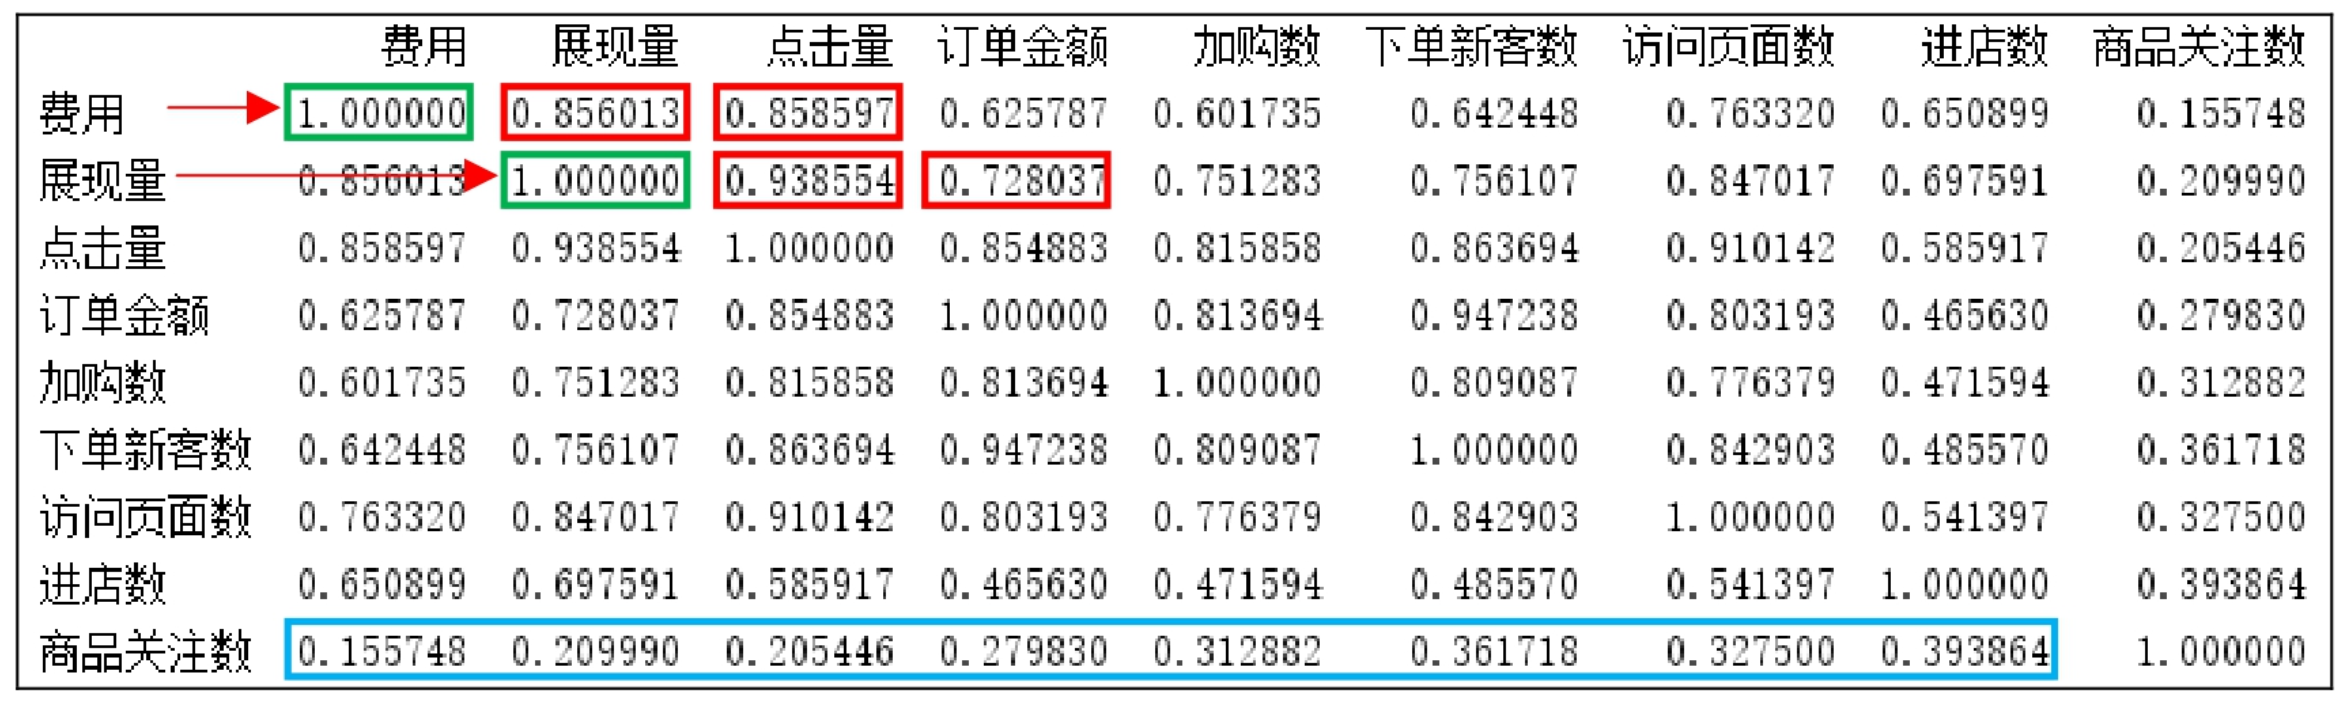 费用 展现量 点击量 订单金额 加购数 下单新客数 访问页面数 进店数 商品关注数
费用 1.000000 0.856013 0.858597 0.625787 0.601735 0.642448 0.763320 0.650899 0.155748
展现量 0.856013 1.000000 0.938554 0.728037 0.751283 0.756107 0.847017 0.697591 0.209990
点击量 0.858597 0.938554 1.000000 0.854883 0.815858 0.863694 0.910142 0.585917 0.205446
订单金额 0.625787 0.728037 0.854883 1.000000 0.813694 0.947238 0.803193 0.465630 0.279830
加购数 0.601735 0.751283 0.815858 0.813694 1.000000 0.809087 0.776379 0.471594 0.312882
下单新客数 0.642448 0.756107 0.863694 0.947238 0.809087 1.000000 0.842903 0.485570 0.361718
访问页面数 0.763320 0.847017 0.910142 0.803193 0.776379 0.842903 1.000000 0.541397 0.327500
进店数 0.650899 0.697591 0.585917 0.465630 0.471594 0.485570 0.541397 1.000000 0.393864
商品关注数 0.155748 0.209990 0.205446 0.279830 0.312882 0.361718 0.327500 0.393864 1.000000